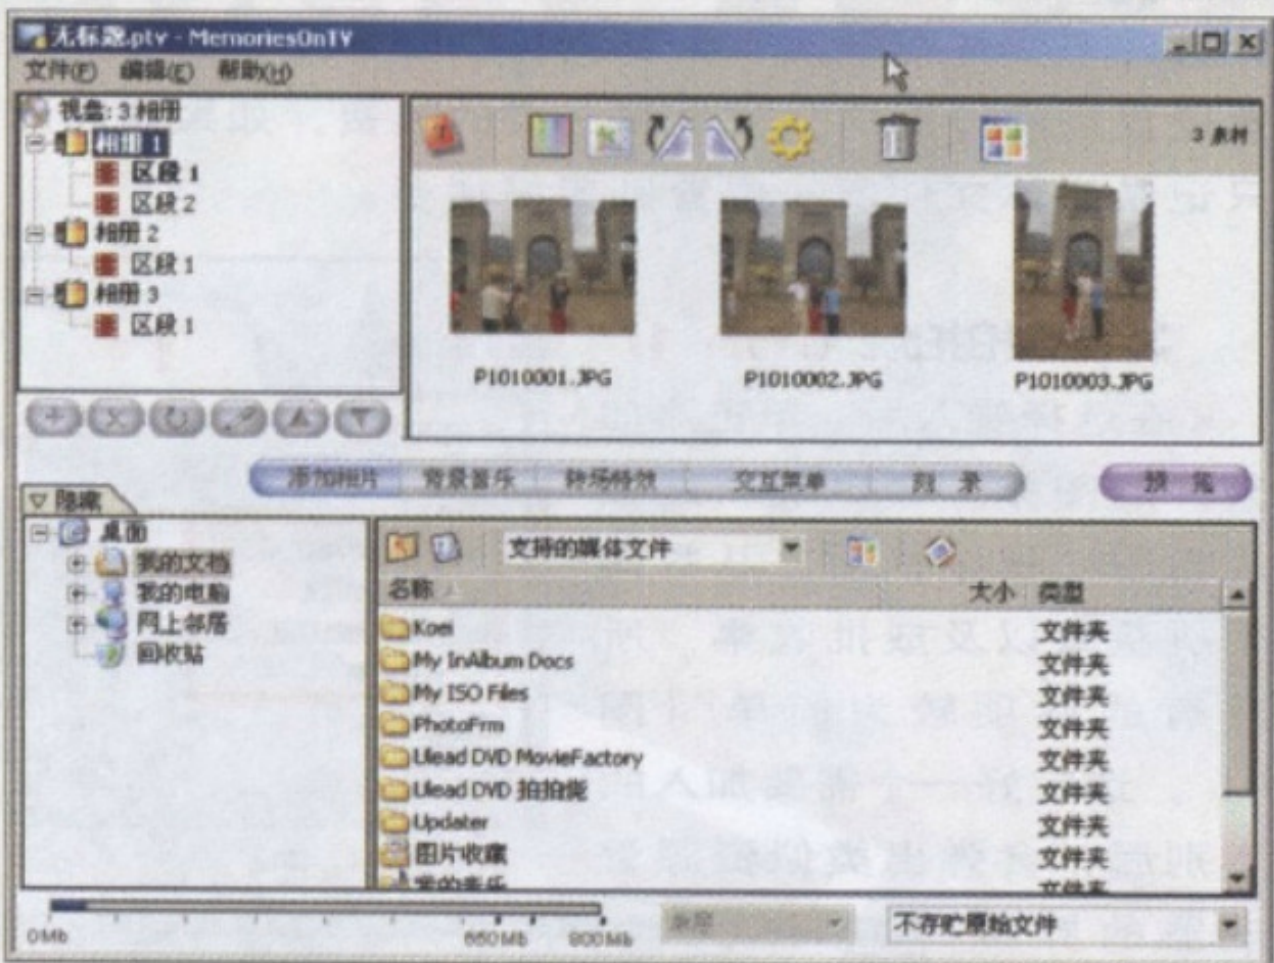 无标题.ptv - MemoriesOnTV
文件(F) 编辑(E) 帮助(H)
视盘: 3 相册
相册 1
区段 1
区段 2
相册 2
区段 1
相册 3
区段 1
3 素材
P1010001.JPG P1010002.JPG P1010003.JPG
添加相片 背景音乐 转场特效 交互菜单 刻 录 预 览
▽ 隐藏
桌面
我的文档
我的电脑
网上邻居
回收站
支持的媒体文件
名称 大小 类型
Koei 文件夹
My InAlbum Docs 文件夹
My ISO Files 文件夹
PhotoFrm 文件夹
Ulead DVD MovieFactory 文件夹
Ulead DVD 拍拍烧 文件夹
Updater 文件夹
图片收藏 文件夹
我的音乐 文件夹
0Mb 650Mb 800Mb
不存贮原始文件